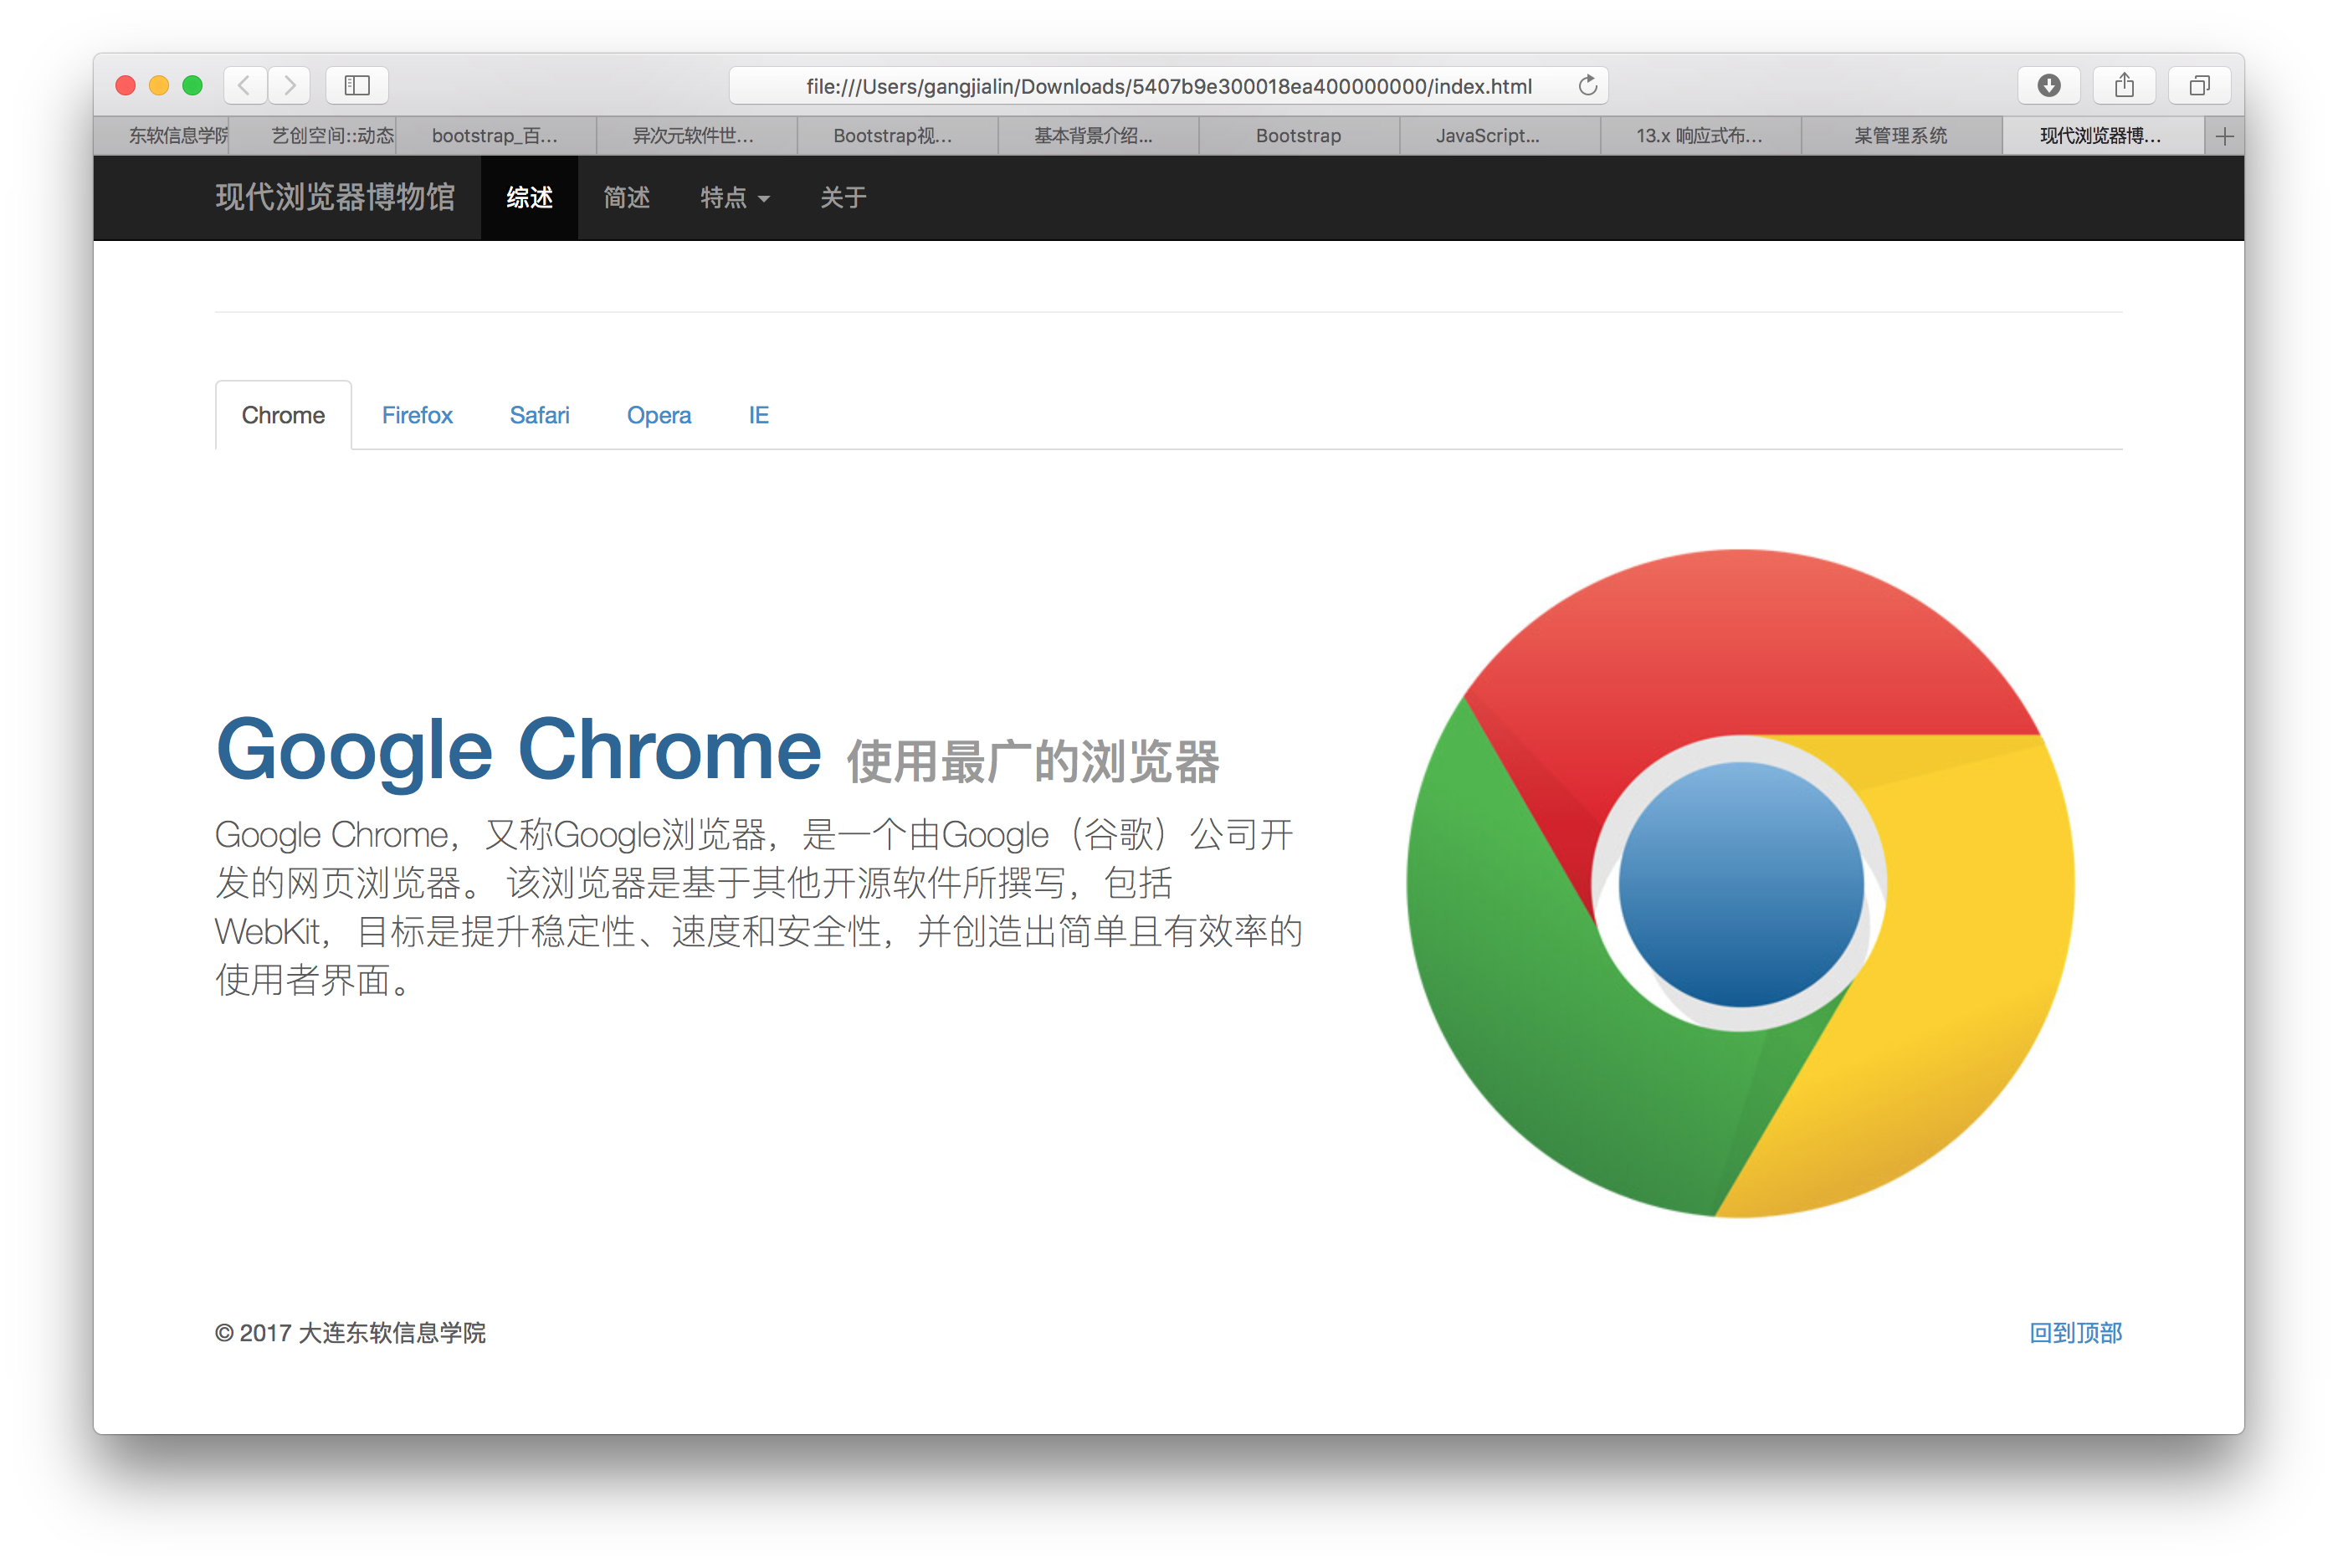 file:///Users/gangjialin/Downloads/5407b9e300018ea400000000/index.html
东软信息学院
艺创空间::动态
bootstrap_百...
异次元软件世...
Bootstrap视...
基本背景介绍...
Bootstrap
JavaScript...
13.x 响应式布...
某管理系统
现代浏览器博...
现代浏览器博物馆
综述
简述
特点
关于
Chrome
Firefox
Safari
Opera
IE
Google Chrome 使用最广的浏览器
Google Chrome，又称Google浏览器，是一个由Google（谷歌）公司开
发的网页浏览器。 该浏览器是基于其他开源软件所撰写，包括
WebKit，目标是提升稳定性、速度和安全性，并创造出简单且有效率的
使用者界面。
© 2017 大连东软信息学院
回到顶部